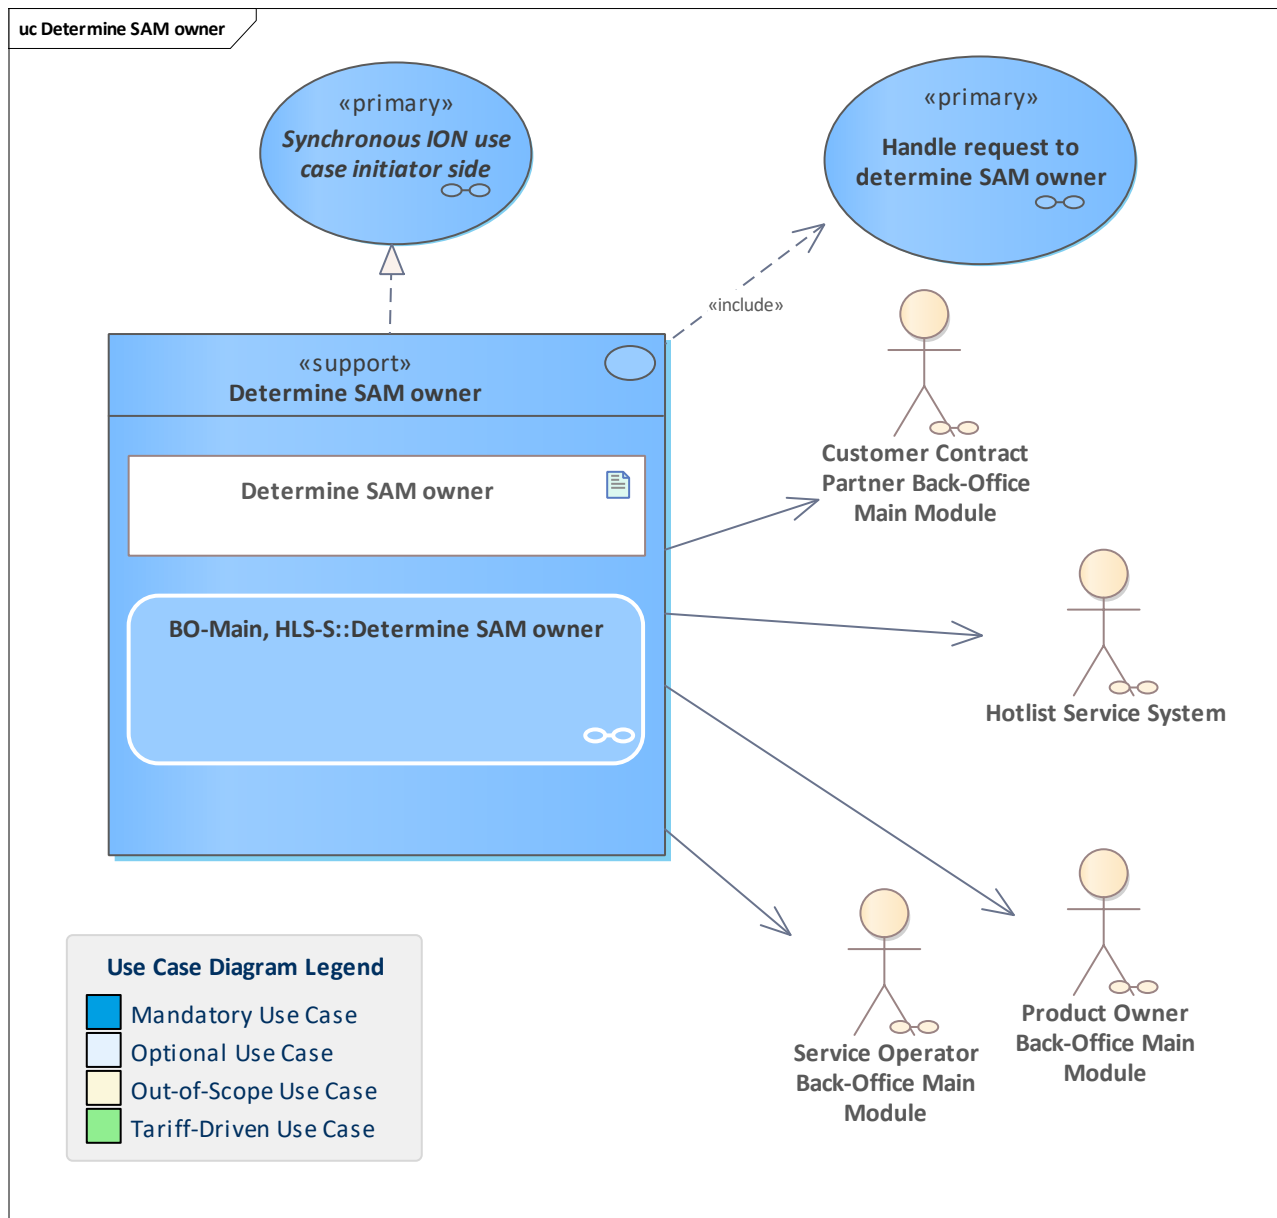 uc Determine SAM owner
«primary»
Synchronous ION use
case initiator side
«primary»
Handle request to
determine SAM owner
«include»
«support»
Determine SAM owner
Determine SAM owner
BO-Main, HLS-S::Determine SAM owner
Customer Contract
Partner Back-Office
Main Module
Hotlist Service System
Product Owner
Back-Office Main
Module
Service Operator
Back-Office Main
Module
Use Case Diagram Legend
Mandatory Use Case
Optional Use Case
Out-of-Scope Use Case
Tariff-Driven Use Case